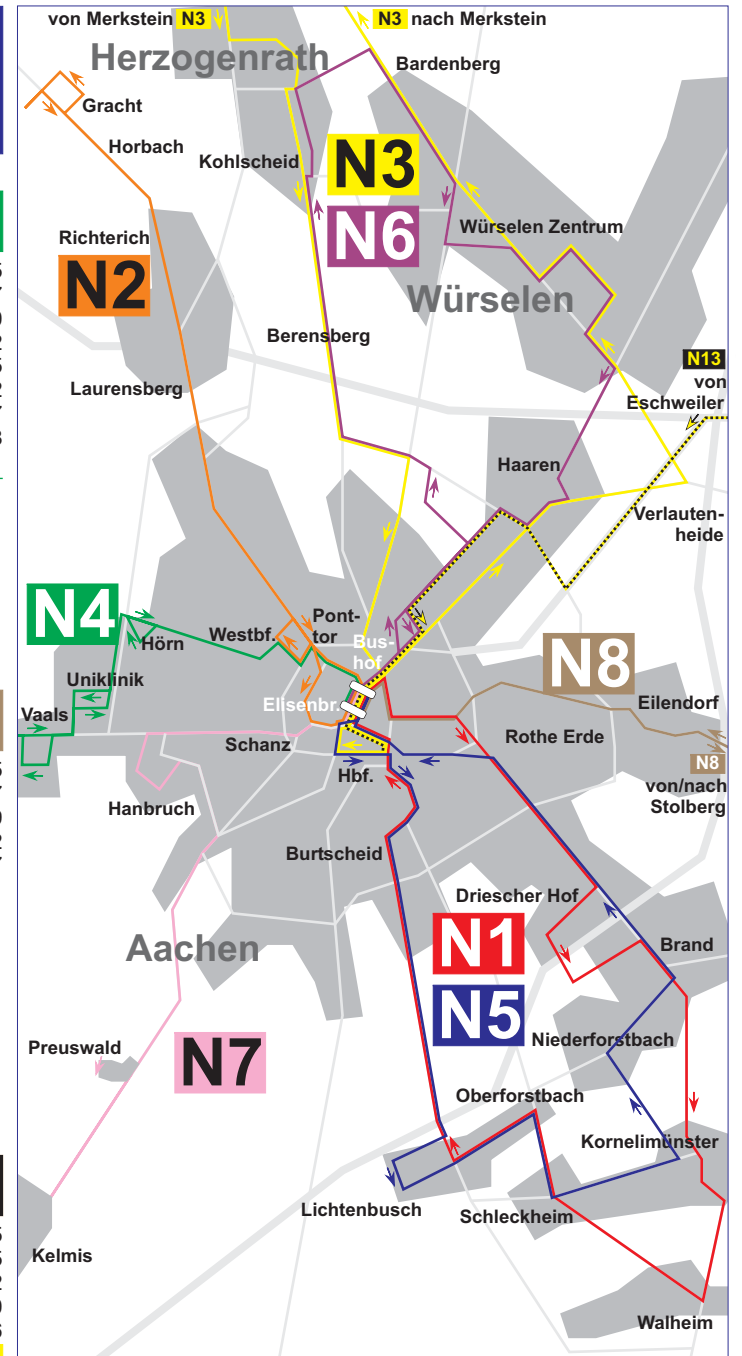 von Merkstein N3
N3 nach Merkstein
Herzogenrath
Bardenberg
Gracht
Horbach
Kohlscheid
N3
N6
Richterich
Würselen Zentrum
N2
Würselen
Berensberg
N13
von
Eschweiler
Laurensberg
Haaren
Verlauten-
heide
N4
Pont-
tor
Westbf.
Hörn
Bus-
hof
N8
Uniklinik
Eilendorf
Vaals
Elisenbr.
Schanz
Rothe Erde
N8
von/nach
Stolberg
Hbf.
Hanbruch
Burtscheid
Driescher Hof
N1
Brand
Aachen
N5
Niederforstbach
Preuswald
N7
Oberforstbach
Kornelimünster
Lichtenbusch
Schleckheim
Kelmis
Walheim